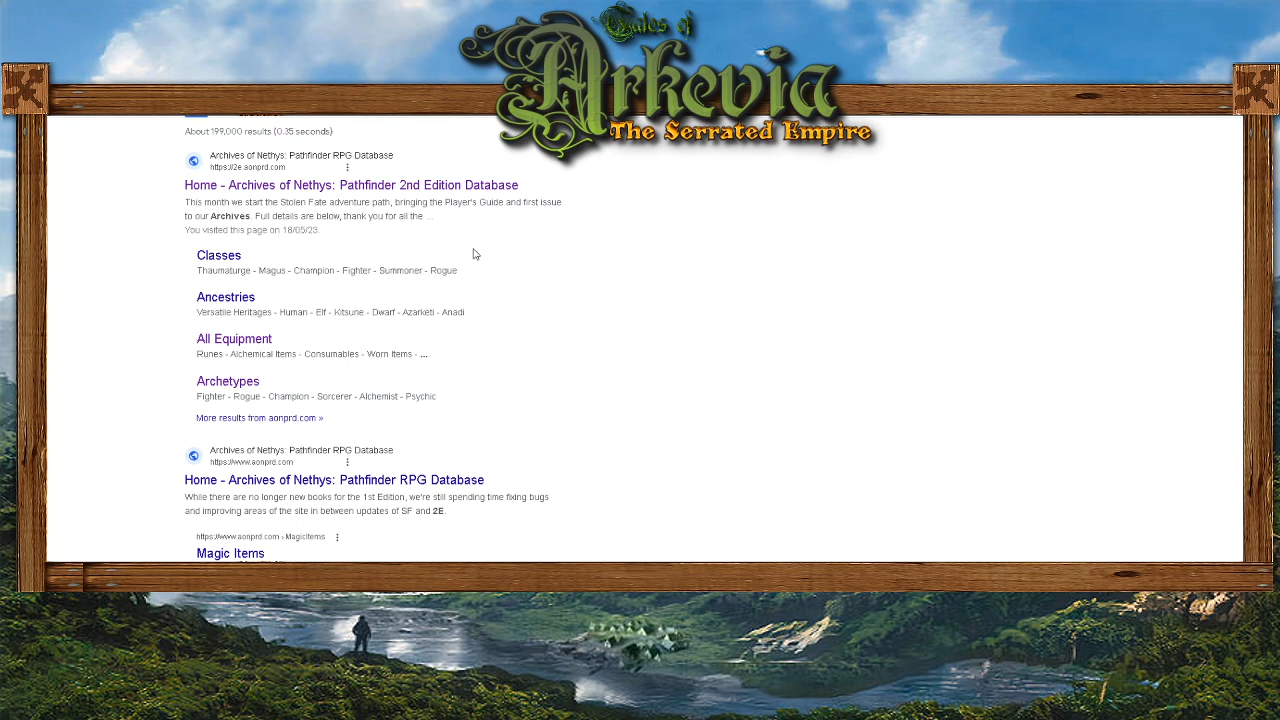 Tales of
Arkevia
The Serrated Empire
About 199,000 results (0.35 seconds)
Archives of Nethys: Pathfinder RPG Database
https://2e.aonprd.com
Home - Archives of Nethys: Pathfinder 2nd Edition Database
This month we start the Stolen Fate adventure path, bringing the Player's Guide and first issue
to our Archives. Full details are below, thank you for all the ...
You visited this page on 18/05/23.
Classes
Thaumaturge - Magus - Champion - Fighter - Summoner - Rogue
Ancestries
Versatile Heritages - Human - Elf - Kitsune - Dwarf - Azarketi - Anadi
All Equipment
Runes - Alchemical Items - Consumables - Worn Items - ...
Archetypes
Fighter - Rogue - Champion - Sorcerer - Alchemist - Psychic
More results from aonprd.com »
Archives of Nethys: Pathfinder RPG Database
https://www.aonprd.com
Home - Archives of Nethys: Pathfinder RPG Database
While there are no longer new books for the 1st Edition, we're still spending time fixing bugs
and improving areas of the site in between updates of SF and 2E.
https://www.aonprd.com › MagicItems
Magic Items